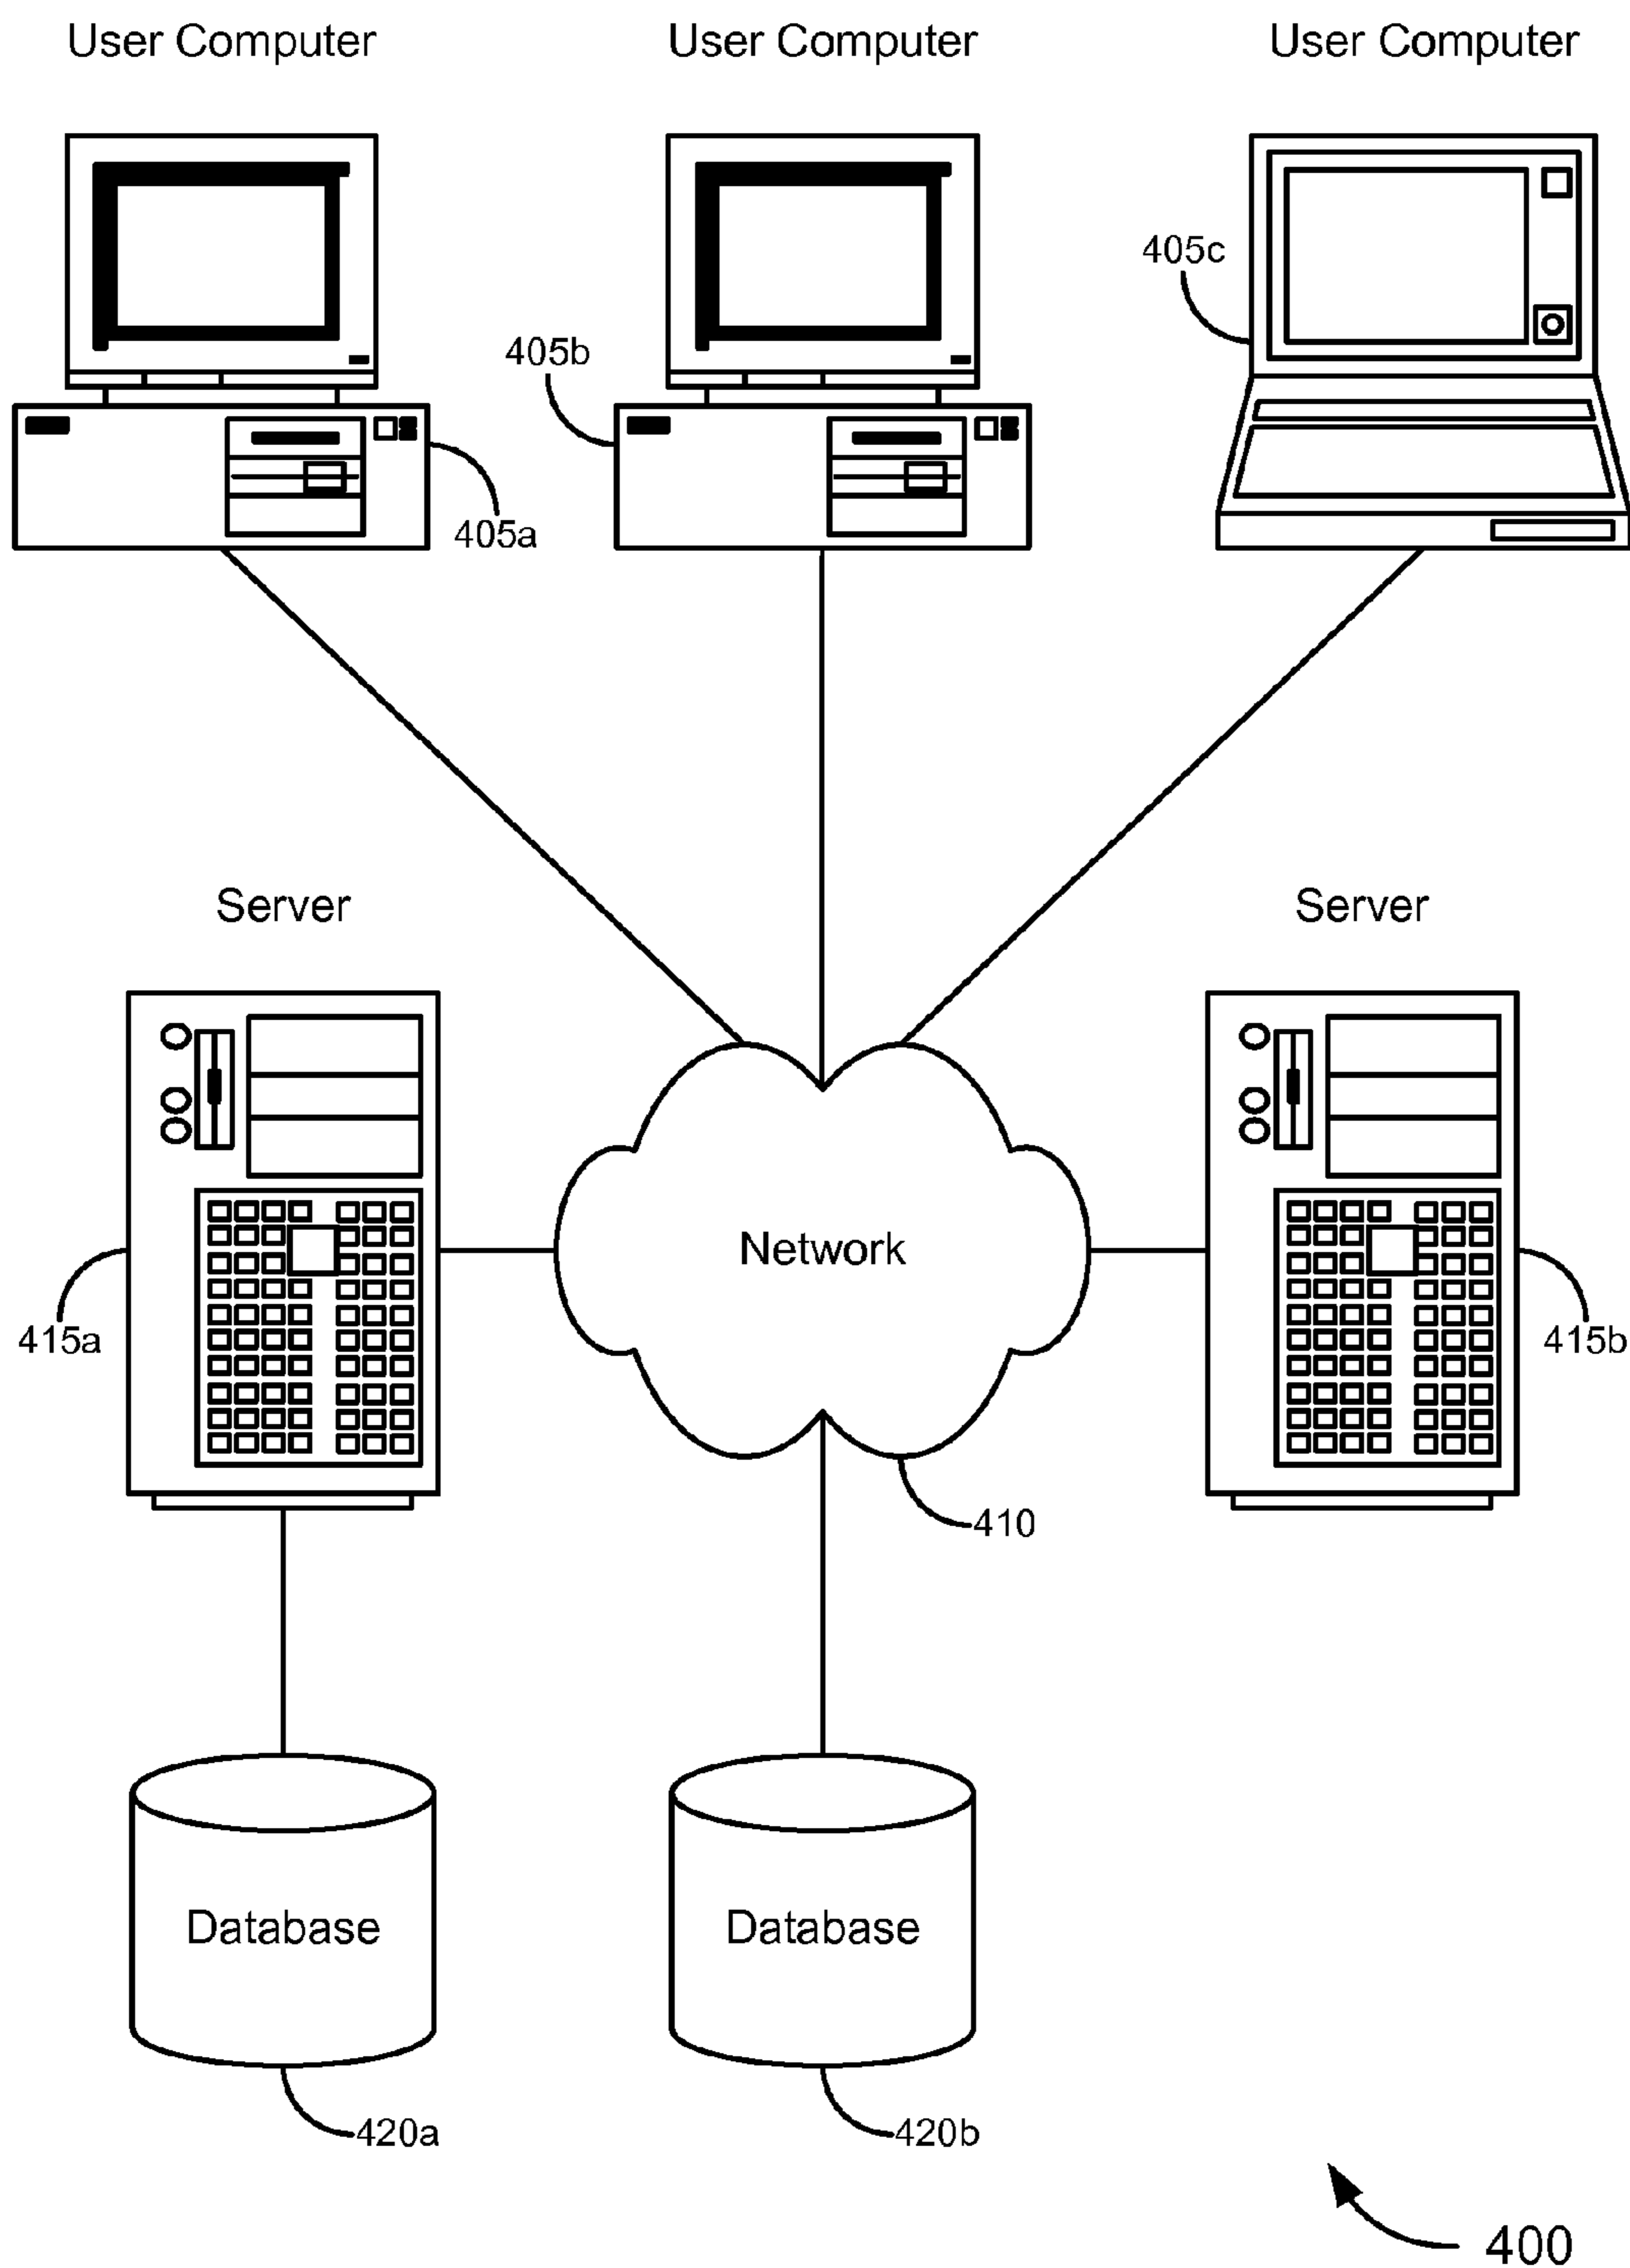 User Computer
User Computer
User Computer
405c
405b
405a
Server
Server
Network
415a
415b
410
Database
Database
420a
420b
400